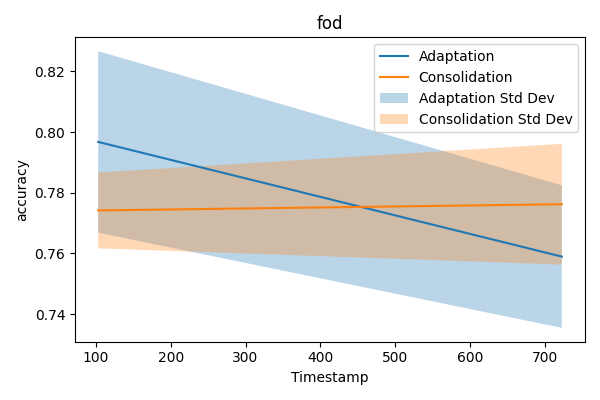 fod
Adaptation
Consolidation
Adaptation Std Dev
Consolidation Std Dev
accuracy
0.82
0.80
0.78
0.76
0.74
100 200 300 400 500 600 700
Timestamp